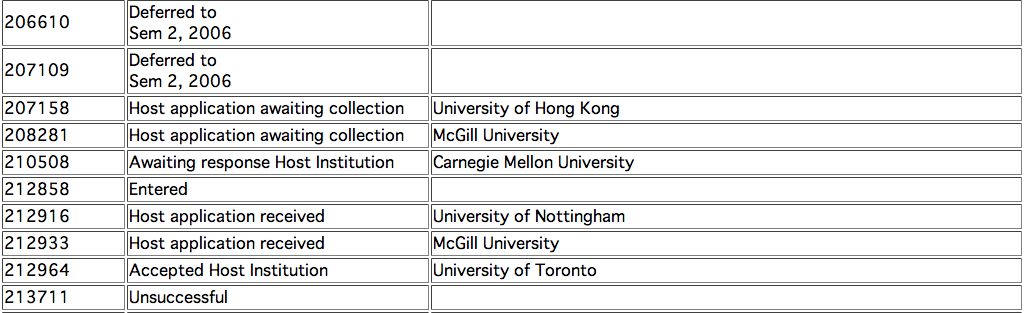 206610 Deferred to
Sem 2, 2006
207109 Deferred to
Sem 2, 2006
207158 Host application awaiting collection University of Hong Kong
208281 Host application awaiting collection McGill University
210508 Awaiting response Host Institution Carnegie Mellon University
212858 Entered
212916 Host application received University of Nottingham
212933 Host application received McGill University
212964 Accepted Host Institution University of Toronto
213711 Unsuccessful